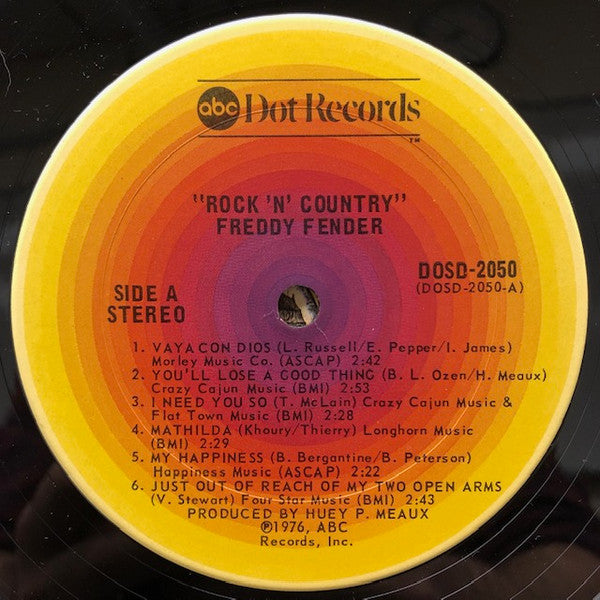 abc Dot Records
™
"ROCK 'N' COUNTRY"
FREDDY FENDER
DOSD-2050
(DOSD-2050-A)
SIDE A
STEREO
1. VAYA CON DIOS (L. Russell/E. Pepper/I. James)
Morley Music Co. (ASCAP) 2:42
2. YOU'LL LOSE A GOOD THING (B. L. Ozen/H. Meaux)
Crazy Cajun Music (BMI) 2:53
3. I NEED YOU SO (T. McLain) Crazy Cajun Music &
Flat Town Music (BMI) 2:28
4. MATHILDA (Khoury/Thierry) Longhorn Music
(BMI) 2:29
5. MY HAPPINESS (B. Bergantine/B. Peterson)
Happiness Music (ASCAP) 2:22
6. JUST OUT OF REACH OF MY TWO OPEN ARMS
(V. Stewart) Four Star Music (BMI) 2:43
PRODUCED BY HUEY P. MEAUX
℗1976, ABC
Records, Inc.